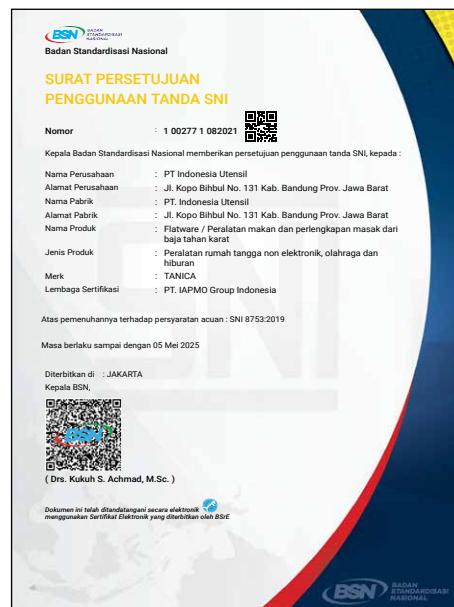 BSN BADAN STANDARDISASI NASIONAL
Badan Standardisasi Nasional
SURAT PERSETUJUAN
PENGGUNAAN TANDA SNI
Nomor : 1 00277 1 082021
Kepala Badan Standardisasi Nasional memberikan persetujuan penggunaan tanda SNI, kepada :
Nama Perusahaan : PT Indonesia Utensil
Alamat Perusahaan : Jl. Kopo Bihbul No. 131 Kab. Bandung Prov. Jawa Barat
Nama Pabrik : PT. Indonesia Utensil
Alamat Pabrik : Jl. Kopo Bihbul No. 131 Kab. Bandung Prov. Jawa Barat
Nama Produk : Flatware / Peralatan makan dan perlengkapan masak dari
baja tahan karat
Jenis Produk : Peralatan rumah tangga non elektronik, olahraga dan
hiburan
Merk : TANICA
Lembaga Sertifikasi : PT. IAPMO Group Indonesia
Atas pemenuhannya terhadap persyaratan acuan : SNI 8753:2019
Masa berlaku sampai dengan 05 Mei 2025
Diterbitkan di : JAKARTA
Kepala BSN,
BSN
( Drs. Kukuh S. Achmad, M.Sc. )
Dokumen ini telah ditandatangani secara elektronik
menggunakan Sertifikat Elektronik yang diterbitkan oleh BSrE
BSN BADAN STANDARDISASI NASIONAL
SNI